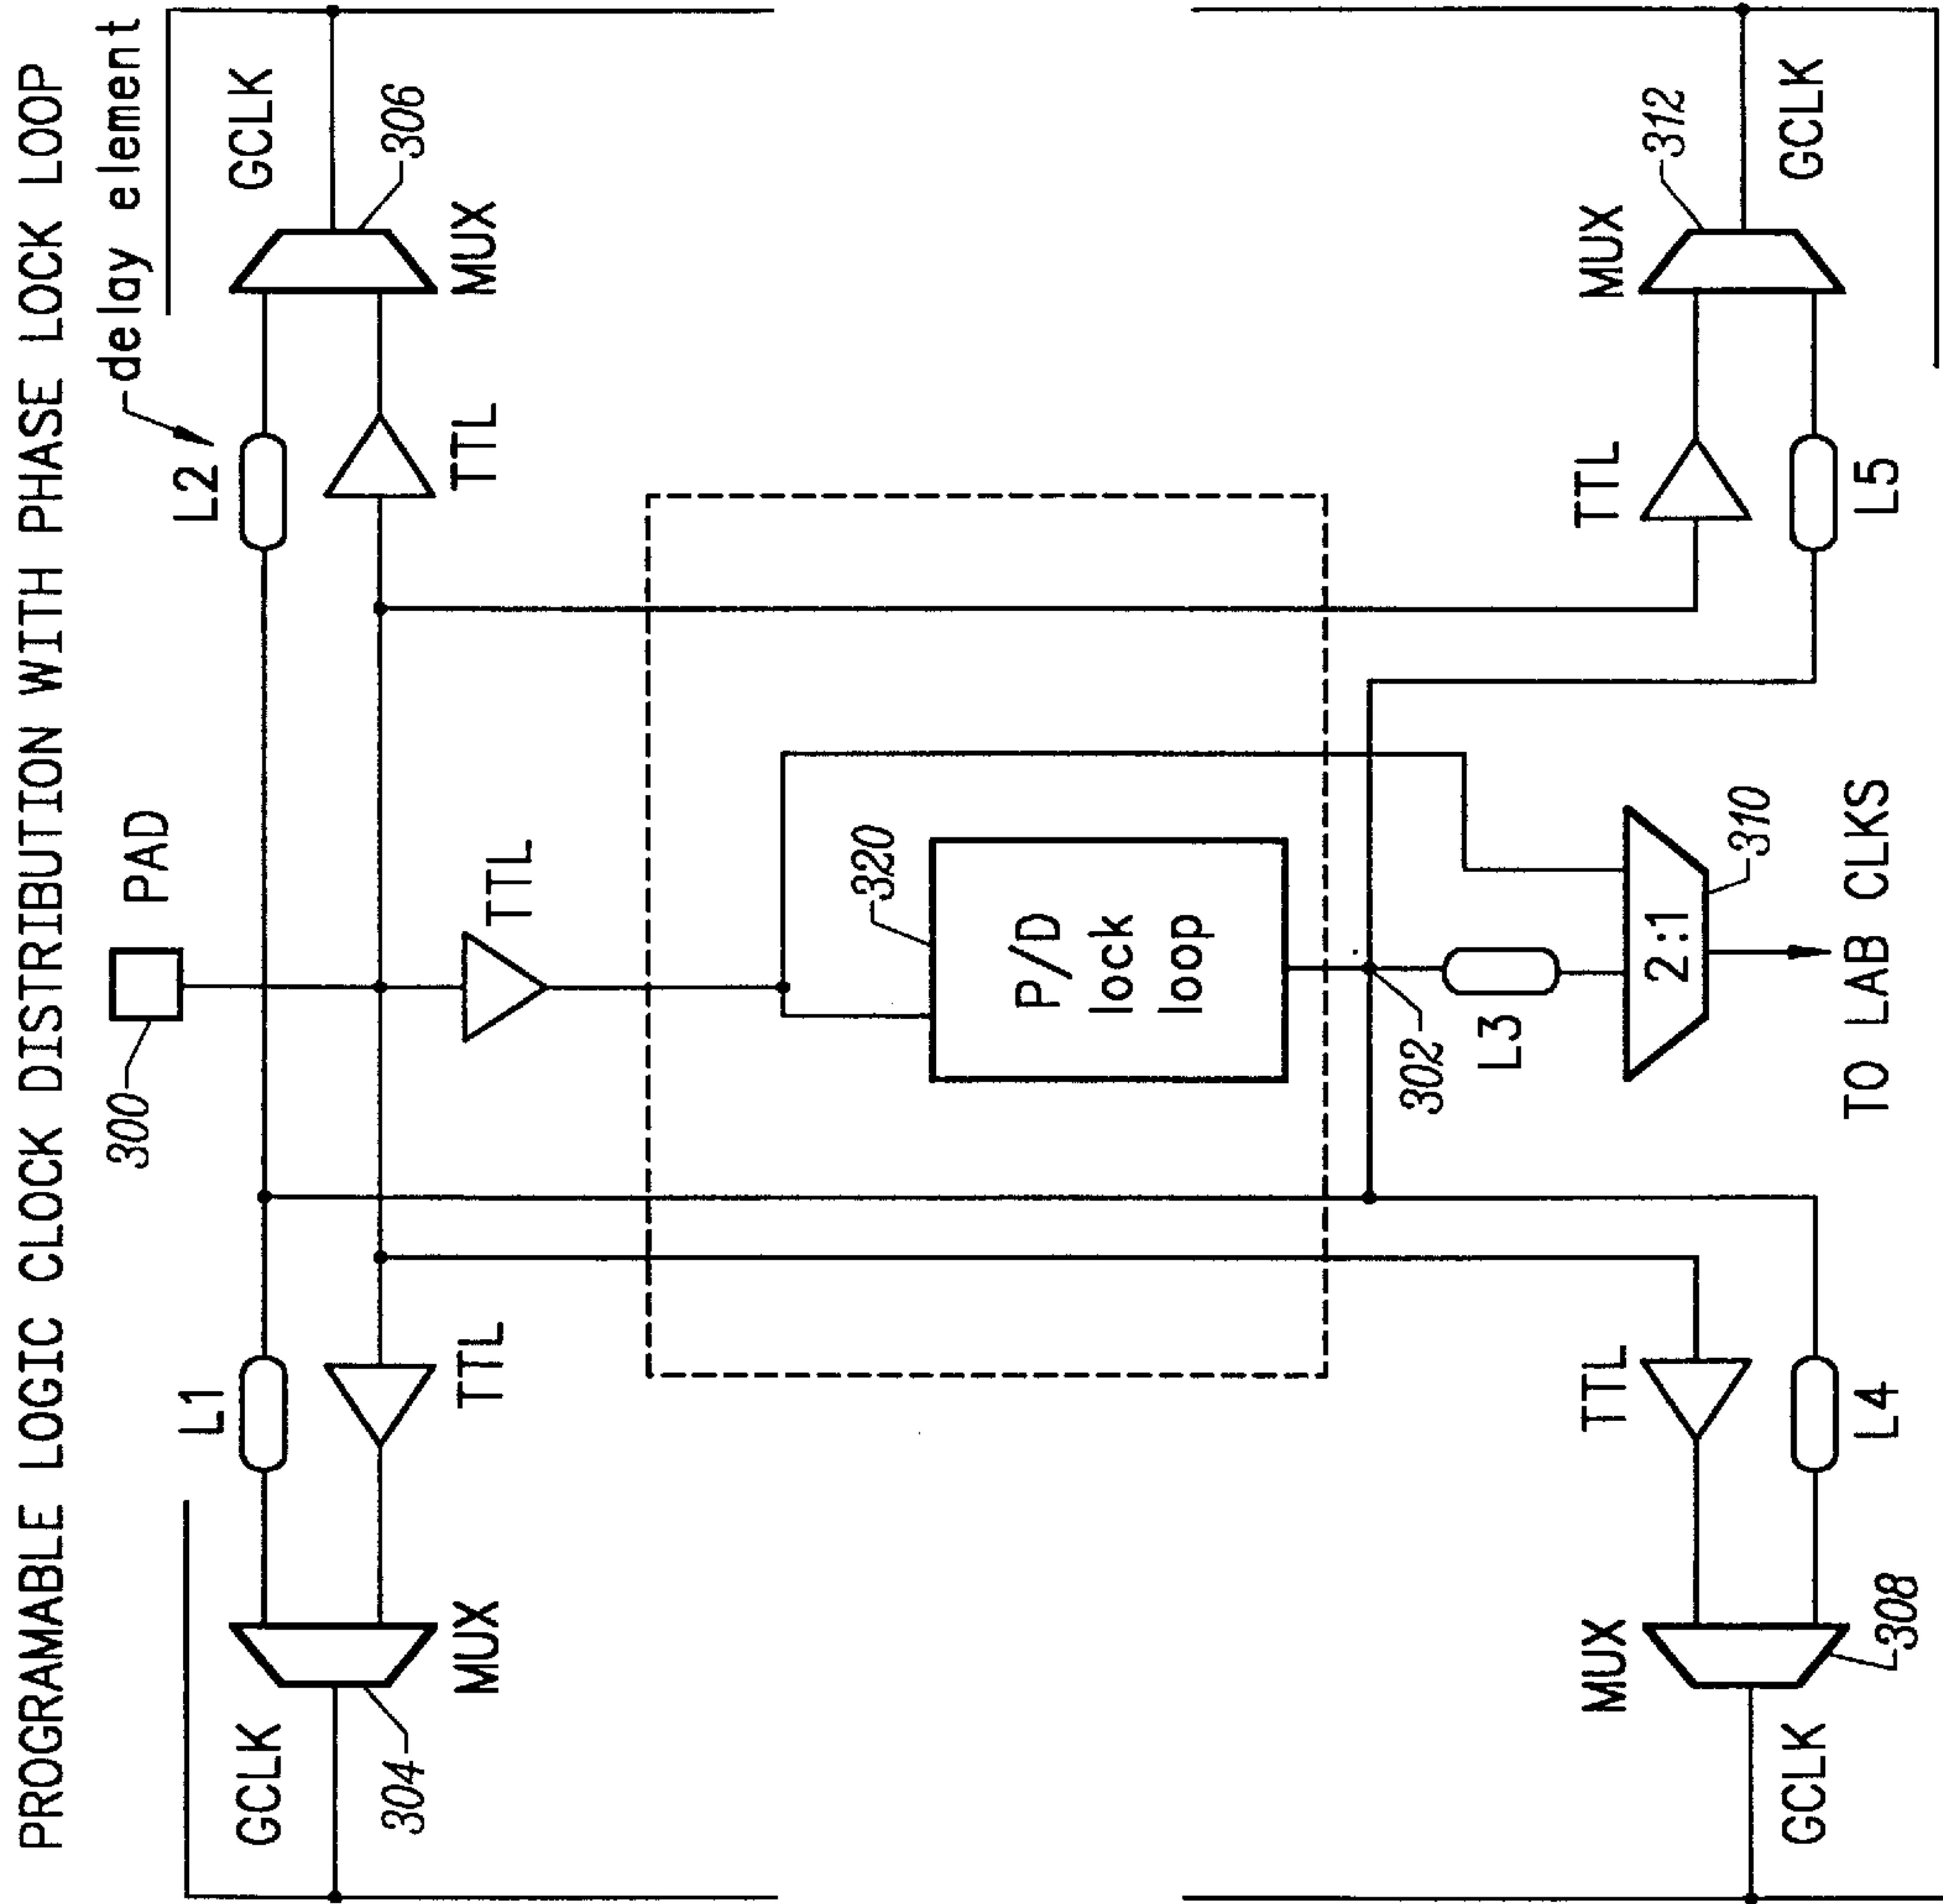 PROGRAMABLE LOGIC CLOCK DISTRIBUTION WITH PHASE LOCK LOOP
delay element
300
PAD
L1
L2
GCLK
GCLK
304
306
MUX
TTL
TTL
TTL
MUX
320
P/D
lock
loop
302
L3
2:1
310
TO LAB CLKS
MUX
TTL
TTL
MUX
312
GCLK
L4
L5
308
GCLK